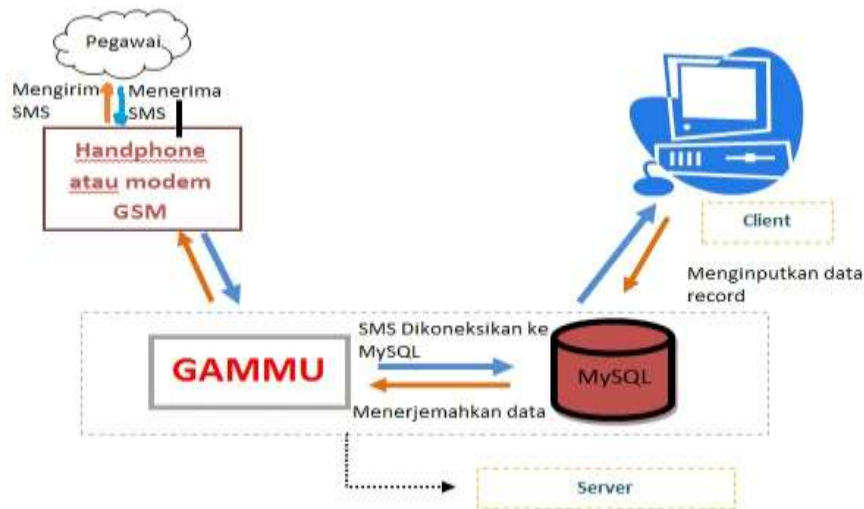 Pegawai
Mengirim
SMS
Menerima
SMS
Handphone
atau modem
GSM
Client
Menginputkan data
record
SMS Dikoneksikan ke
MySQL
GAMMU
MySQL
Menerjemahkan data
Server